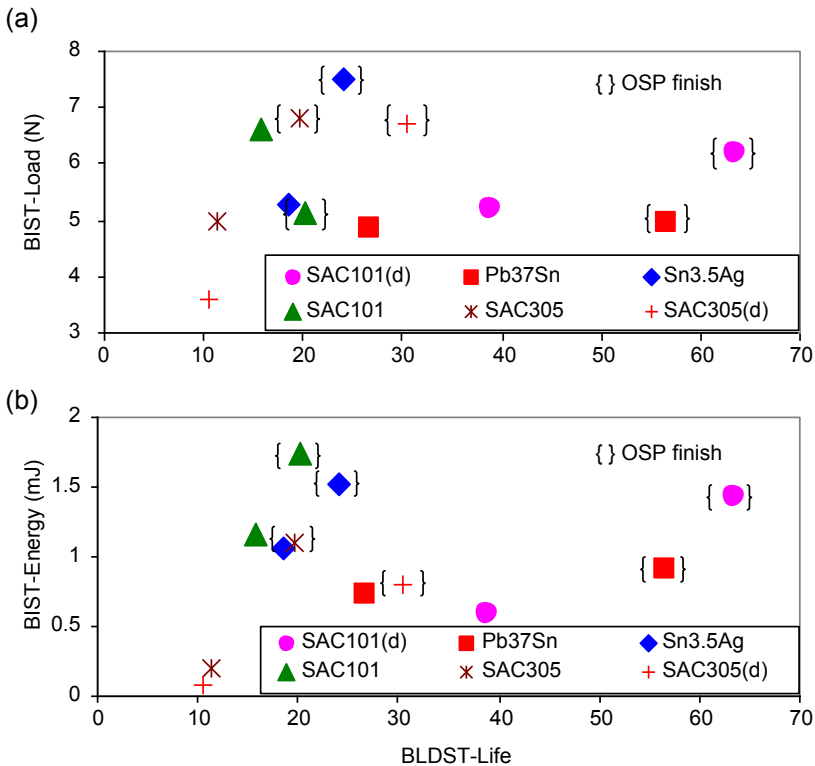 (a)
BIST-Load (N)
8
7
6
5
4
3
{ } OSP finish
SAC101(d) Pb37Sn Sn3.5Ag
SAC101 SAC305 SAC305(d)
0 10 20 30 40 50 60 70
(b)
BIST-Energy (mJ)
2
1.5
1
0.5
0
{ } OSP finish
SAC101(d) Pb37Sn Sn3.5Ag
SAC101 SAC305 SAC305(d)
0 10 20 30 40 50 60 70
BLDST-Life